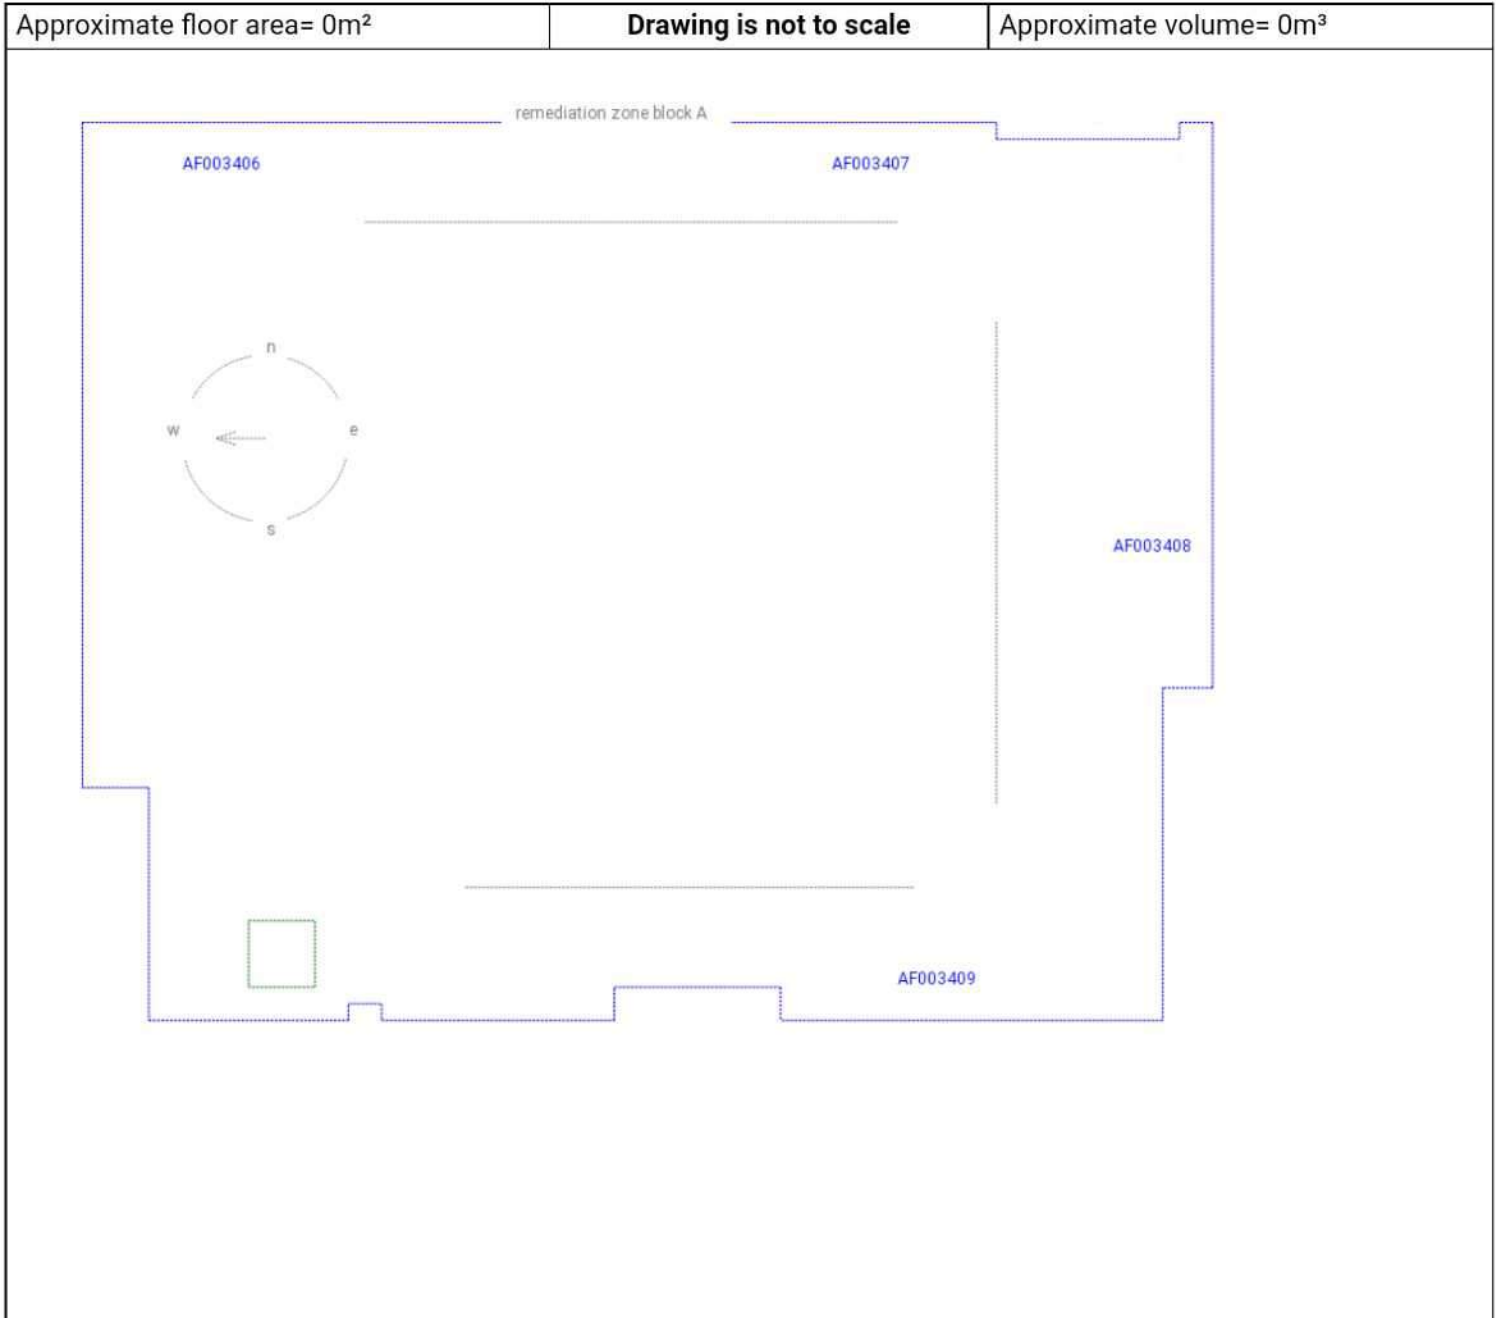 Approximate floor area= 0m²
Drawing is not to scale
Approximate volume= 0m³
remediation zone block A
AF003406
AF003407
n
w
e
s
AF003408
AF003409